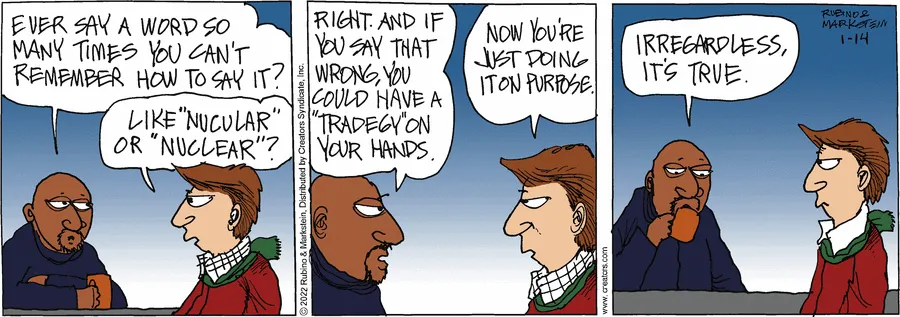 EVER SAY A WORD SO
MANY TIMES YOU CAN'T
REMEMBER HOW TO SAY IT?
LIKE "NUCULAR"
OR "NUCLEAR"?
© 2022 Rubino & Markstein, Distributed by Creators Syndicate, Inc.
RIGHT. AND IF
YOU SAY THAT
WRONG, YOU
COULD HAVE A
"TRADEGY" ON
YOUR HANDS.
NOW YOU'RE
JUST DOING
IT ON PURPOSE.
www.creators.com
IRREGARDLESS,
IT'S TRUE.
RUBINO &
MARKSTEIN
1-14